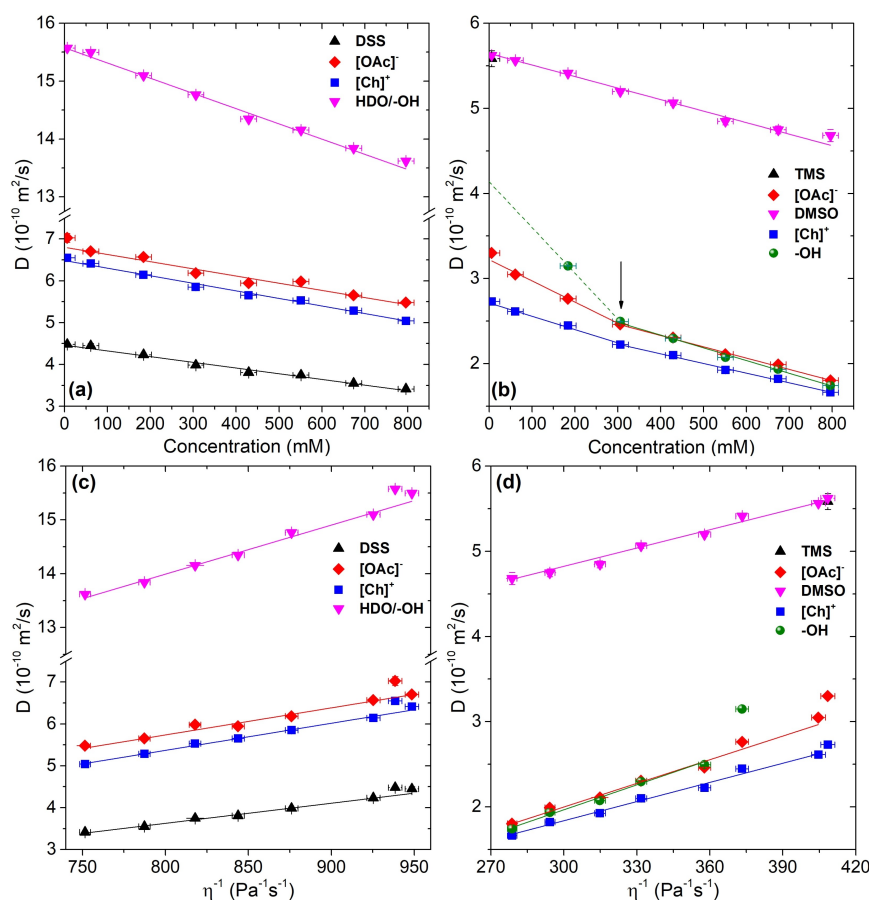 16
15
14
13
7
6
5
4
3
D (10⁻¹⁰ m²/s)
DSS
[OAc]⁻
[Ch]⁺
HDO/-OH
(a)
0 100 200 300 400 500 600 700 800 900
Concentration (mM)
6
5
4
3
2
D (10⁻¹⁰ m²/s)
TMS
[OAc]⁻
DMSO
[Ch]⁺
-OH
(b)
0 100 200 300 400 500 600 700 800 900
Concentration (mM)
(c)
16
15
14
13
7
6
5
4
3
D (10⁻¹⁰ m²/s)
DSS
[OAc]⁻
[Ch]⁺
HDO/-OH
750 800 850 900 950
η⁻¹ (Pa⁻¹s⁻¹)
(d)
6
5
4
3
2
D (10⁻¹⁰ m²/s)
TMS
[OAc]⁻
DMSO
[Ch]⁺
-OH
270 300 330 360 390 420
η⁻¹ (Pa⁻¹s⁻¹)